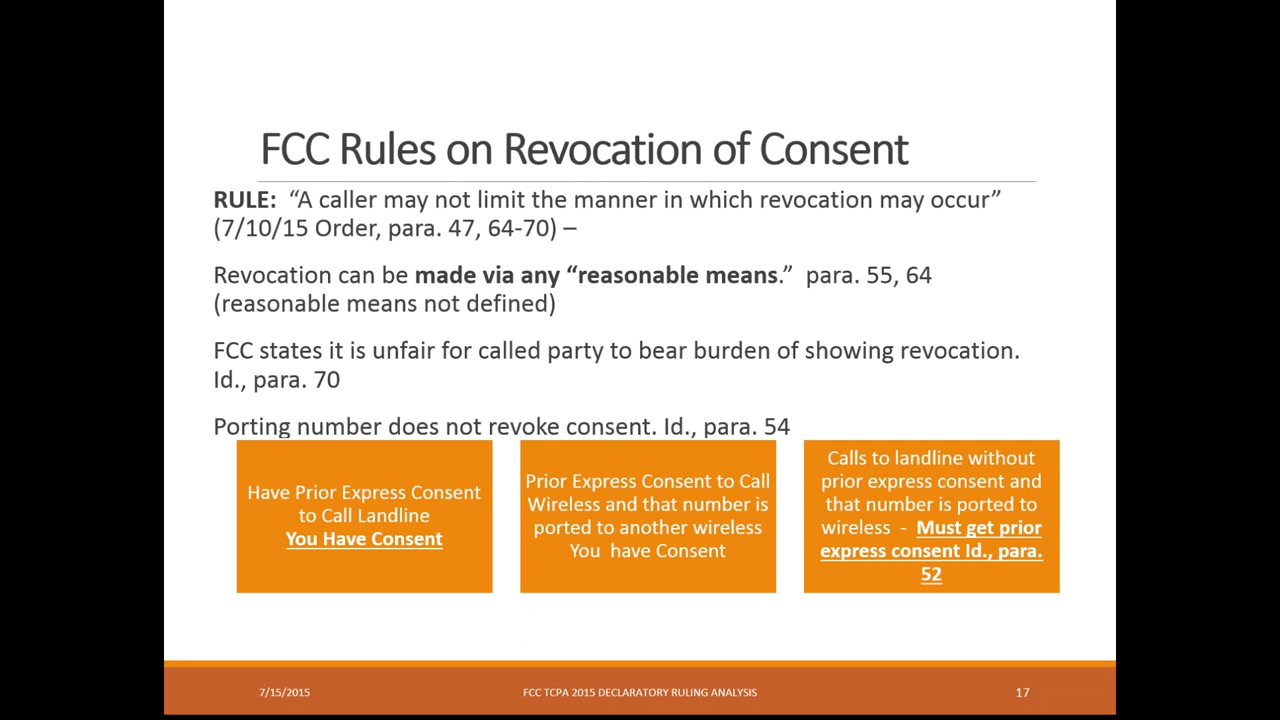 FCC Rules on Revocation of Consent
RULE:  “A caller may not limit the manner in which revocation may occur”
(7/10/15 Order, para. 47, 64-70) –
Revocation can be made via any “reasonable means.”  para. 55, 64
(reasonable means not defined)
FCC states it is unfair for called party to bear burden of showing revocation.
Id., para. 70
Porting number does not revoke consent. Id., para. 54
Have Prior Express Consent
to Call Landline
You Have Consent
Prior Express Consent to Call
Wireless and that number is
ported to another wireless
You  have Consent
Calls to landline without
prior express consent and
that number is ported to
wireless  -  Must get prior
express consent Id., para.
52
7/15/2015
FCC TCPA 2015 DECLARATORY RULING ANALYSIS
17